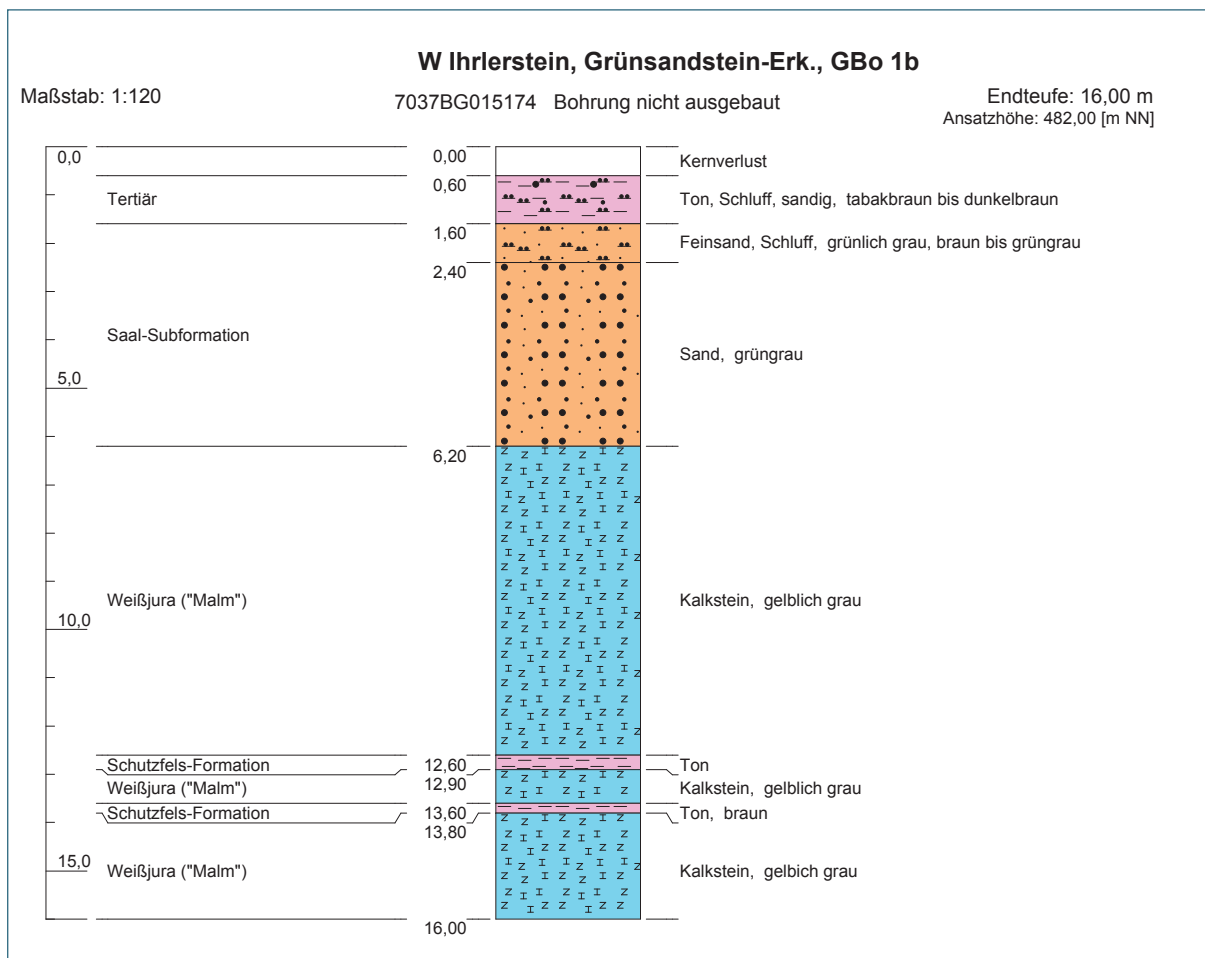 W Ihrlerstein, Grünsandstein-Erk., GBo 1b
Maßstab: 1:120
7037BG015174 Bohrung nicht ausgebaut
Endteufe: 16,00 m
Ansatzhöhe: 482,00 [m NN]
0,0
0,00
Kernverlust
0,60
Tertiär
Ton, Schluff, sandig, tabakbraun bis dunkelbraun
1,60
Feinsand, Schluff, grünlich grau, braun bis grüngrau
2,40
Saal-Subformation
Sand, grüngrau
5,0
6,20
Weißjura ("Malm")
Kalkstein, gelblich grau
10,0
Schutzfels-Formation
12,60
Ton
Weißjura ("Malm")
12,90
Kalkstein, gelblich grau
Schutzfels-Formation
13,60
Ton, braun
13,80
15,0
Weißjura ("Malm")
Kalkstein, gelbich grau
16,00